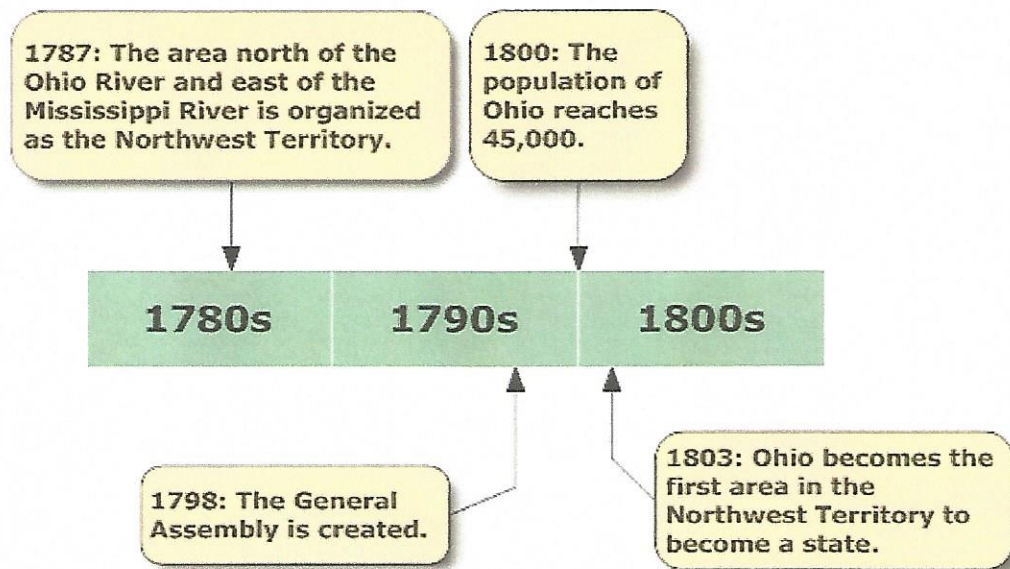 1787: The area north of the
Ohio River and east of the
Mississippi River is organized
as the Northwest Territory.
1800: The
population of
Ohio reaches
45,000.
1780s
1790s
1800s
1798: The General
Assembly is created.
1803: Ohio becomes the
first area in the
Northwest Territory to
become a state.